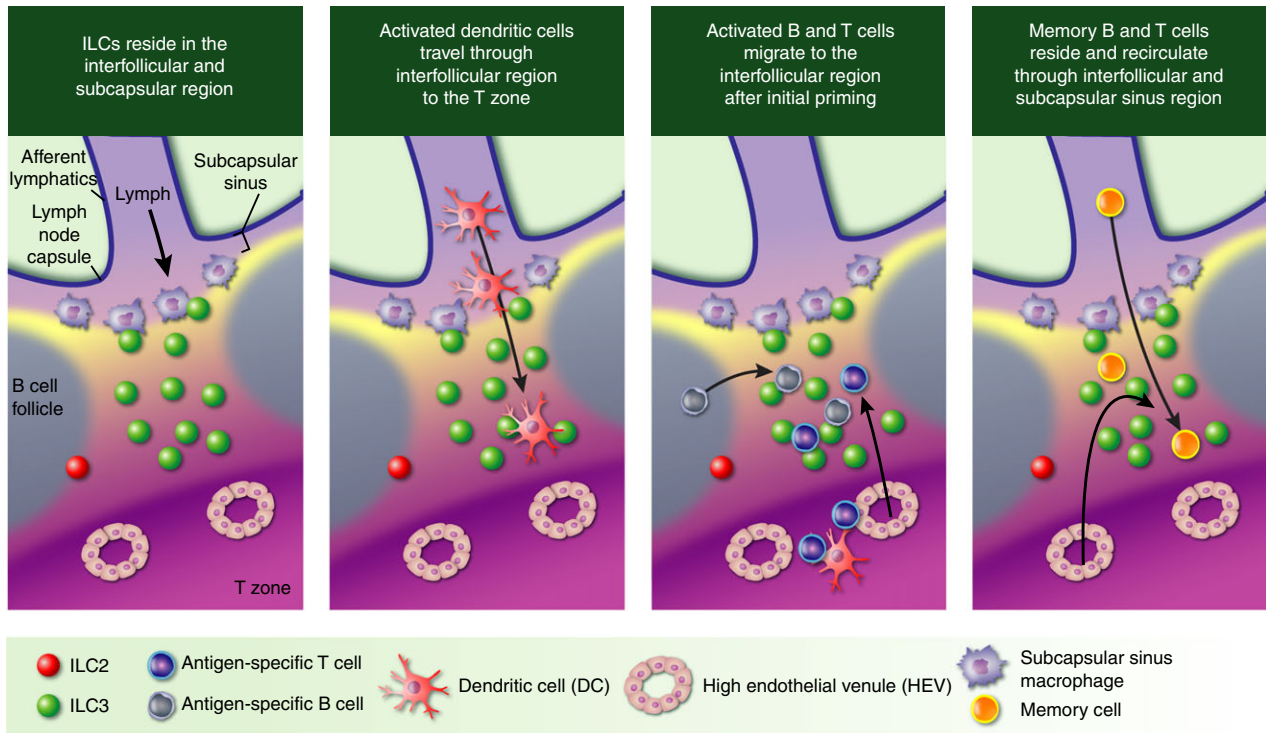 ILCs reside in the
interfollicular and
subcapsular region
Activated dendritic cells
travel through
interfollicular region
to the T zone
Activated B and T cells
migrate to the
interfollicular region
after initial priming
Memory B and T cells
reside and recirculate
through interfollicular and
subcapsular sinus region
Afferent
lymphatics
Lymph
Subcapsular
sinus
Lymph
node
capsule
B cell
follicle
T zone
ILC2
ILC3
Antigen-specific T cell
Antigen-specific B cell
Dendritic cell (DC)
High endothelial venule (HEV)
Subcapsular sinus
macrophage
Memory cell